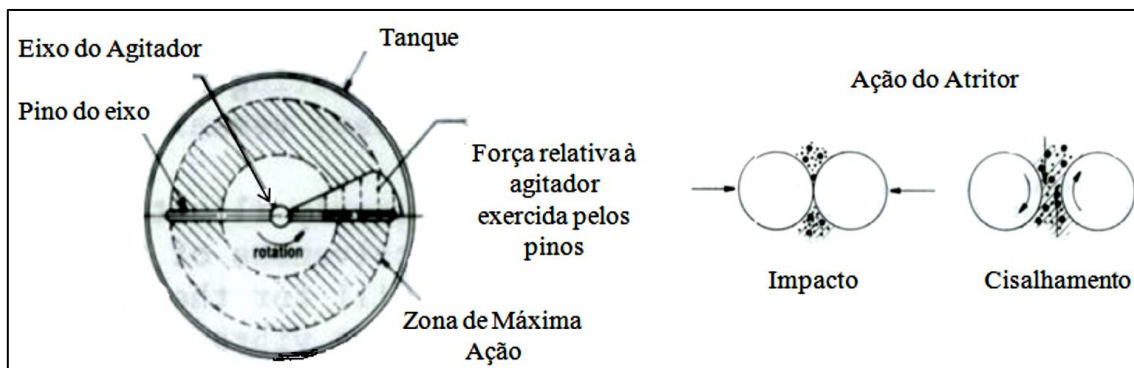 Eixo do Agitador
Tanque
Pino do eixo
Força relativa à
agitador
exercida pelos
pinos
rotation
Zona de Máxima
Ação
Ação do Atritor
Impacto
Cisalhamento